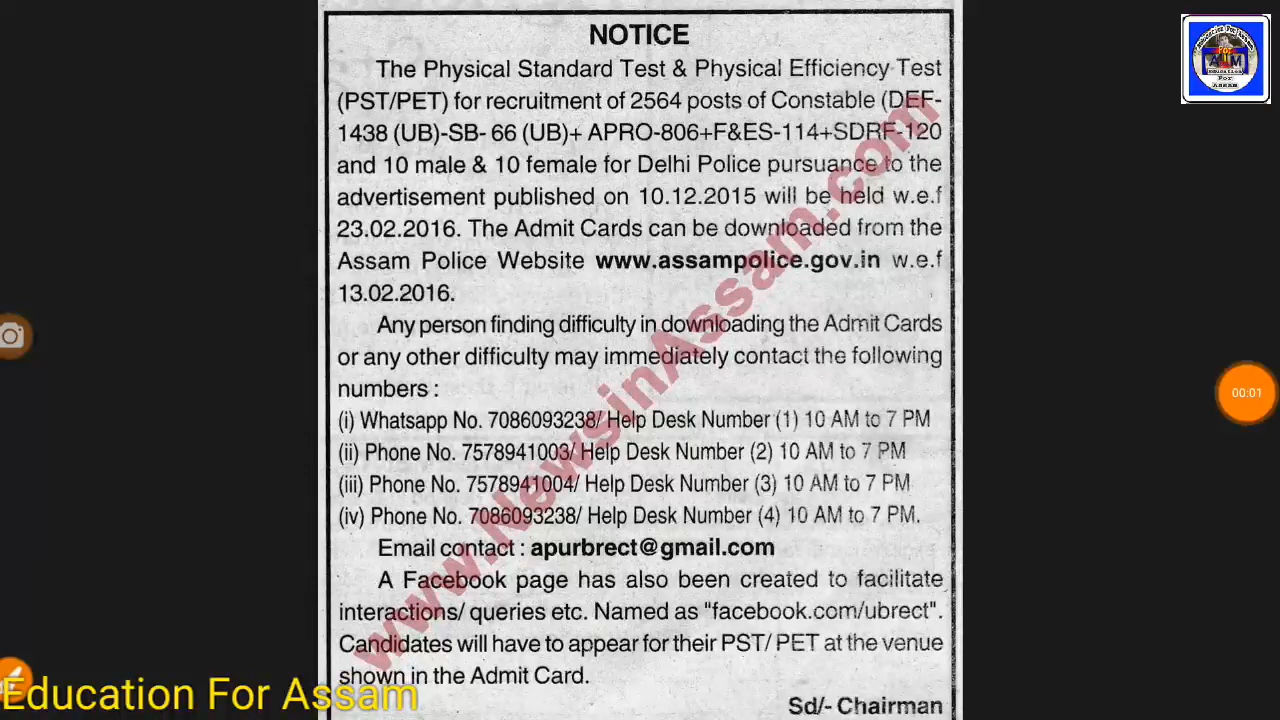 NOTICE
The Physical Standard Test & Physical Efficiency Test
(PST/PET) for recruitment of 2564 posts of Constable (DEF-
1438 (UB)-SB- 66 (UB)+ APRO-806+F&ES-114+SDRF-120
and 10 male & 10 female for Delhi Police pursuance to the
advertisement published on 10.12.2015 will be held w.e.f
23.02.2016. The Admit Cards can be downloaded from the
Assam Police Website www.assampolice.gov.in w.e.f
13.02.2016.
Any person finding difficulty in downloading the Admit Cards
or any other difficulty may immediately contact the following
numbers :
(i) Whatsapp No. 7086093238/ Help Desk Number (1) 10 AM to 7 PM
(ii) Phone No. 7578941003/ Help Desk Number (2) 10 AM to 7 PM
(iii) Phone No. 7578941004/ Help Desk Number (3) 10 AM to 7 PM
(iv) Phone No. 7086093238/ Help Desk Number (4) 10 AM to 7 PM.
Email contact : apurbrect@gmail.com
A Facebook page has also been created to facilitate
interactions/ queries etc. Named as "facebook.com/ubrect".
Candidates will have to appear for their PST/ PET at the venue
shown in the Admit Card.
Sd/- Chairman
www.NewsinAssam.com
Education For Assam
00:01